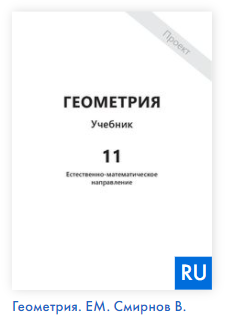 Проект
ГЕОМЕТРИЯ
Учебник
11
Естественно-математическое
направление
RU
Геометрия. ЕМ. Смирнов В.